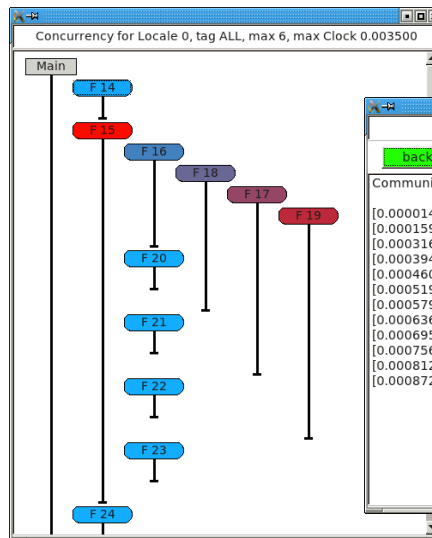 Concurrency for Locale 0, tag ALL, max 6, max Clock 0.003500
Main
F 14
F 15
F 16
F 18
F 17
F 19
F 20
F 21
F 22
F 23
F 24
back
Communi
[0.000014
[0.000159
[0.000316
[0.000394
[0.000460
[0.000519
[0.000579
[0.000636
[0.000695
[0.000756
[0.000812
[0.000872